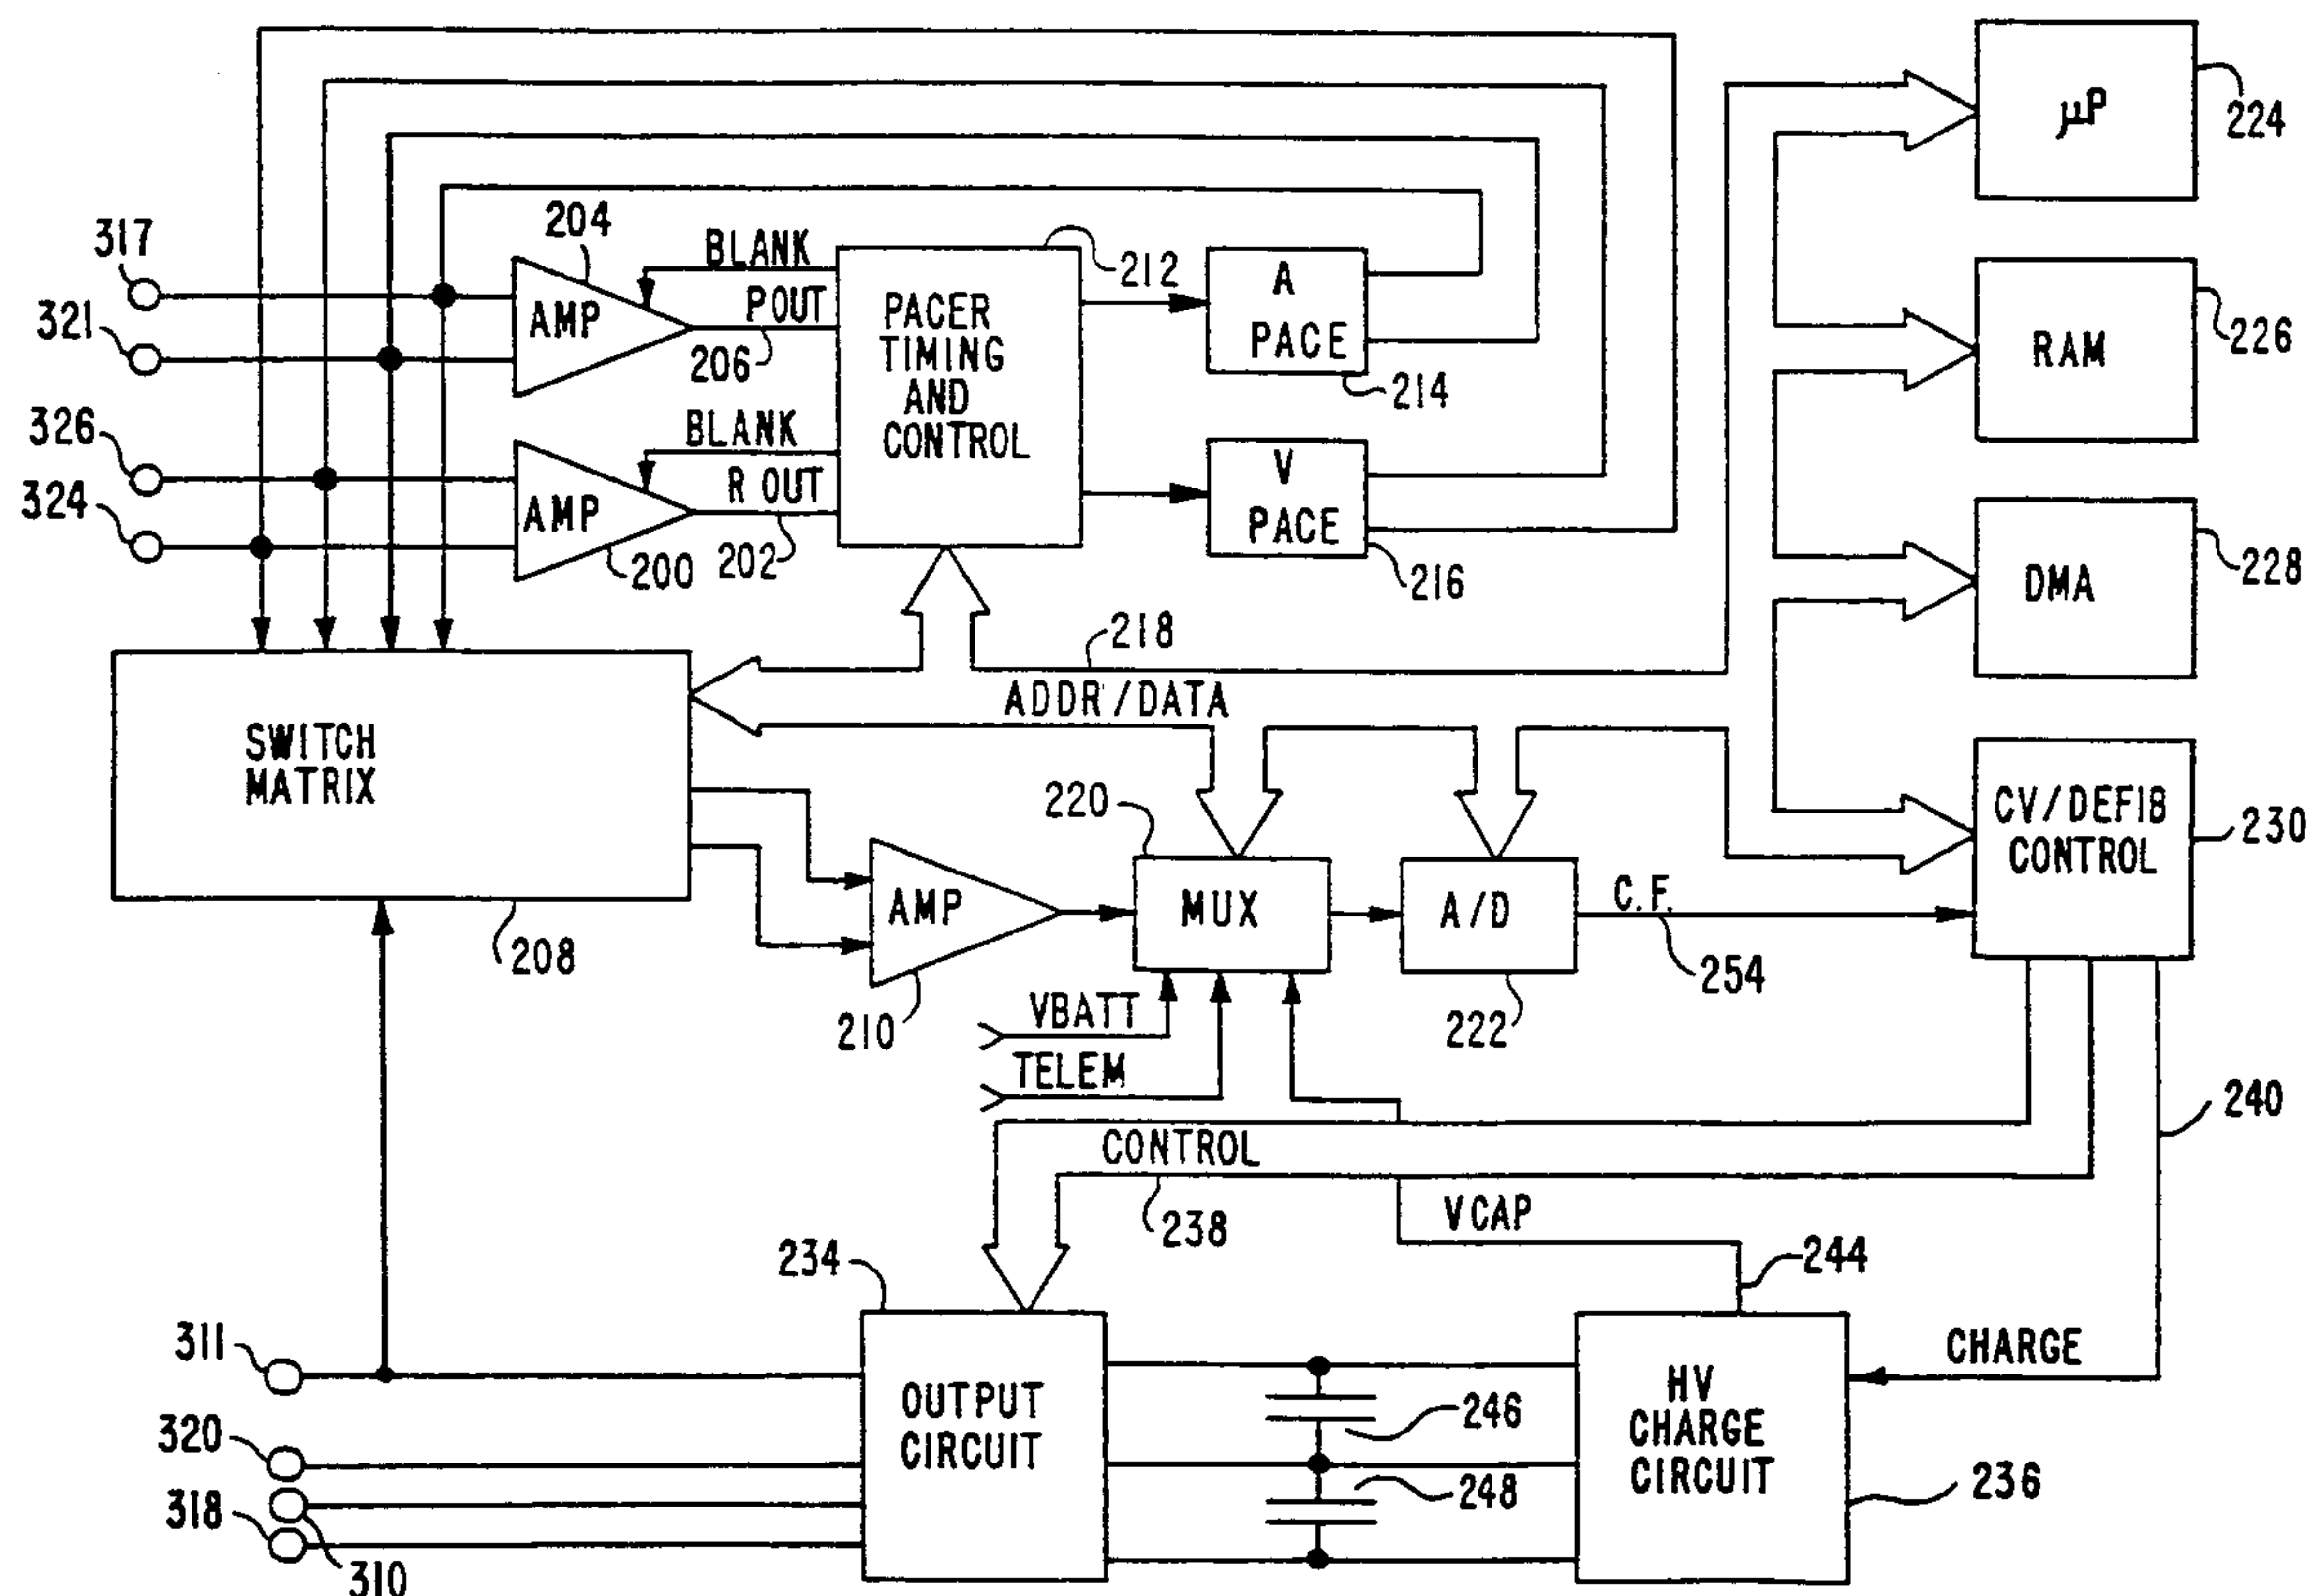 μP
224
317
204
BLANK
212
A
PACE
214
321
AMP
POUT
206
PACER
TIMING
AND
CONTROL
RAM
226
326
BLANK
324
AMP
R OUT
202
200
V
PACE
216
DMA
228
218
ADDR/DATA
SWITCH
MATRIX
208
220
CV/DEFIB
CONTROL
230
AMP
210
MUX
A/D
222
C.F.
254
VBATT
TELEM
240
CONTROL
238
VCAP
244
234
311
CHARGE
OUTPUT
CIRCUIT
246
HV
CHARGE
CIRCUIT
320
248
236
318
310